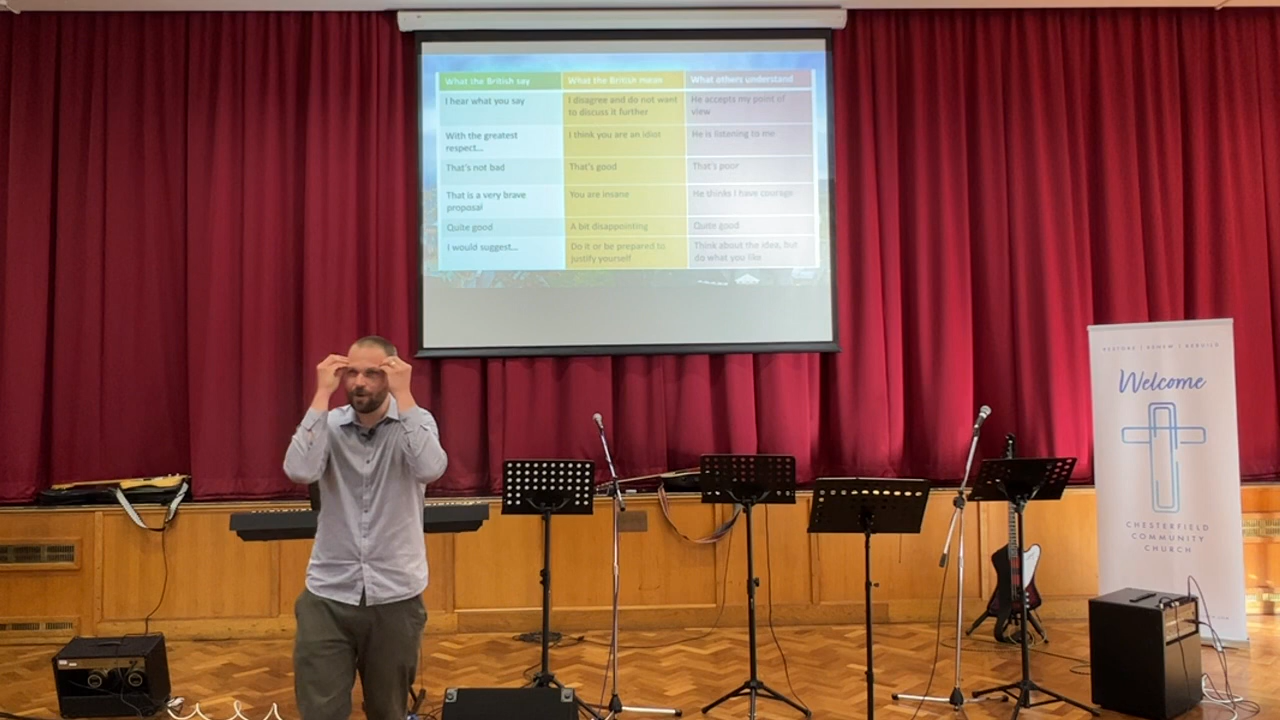 What the British say
What the British mean
What others understand
I hear what you say
I disagree and do not want
to discuss it further
He accepts my point of
view
With the greatest
respect...
I think you are an idiot
He is listening to me
That's not bad
That's good
That's poor
That is a very brave
proposal
You are insane
He thinks I have courage
Quite good
A bit disappointing
Quite good
I would suggest...
Do it or be prepared to
justify yourself
Think about the idea, but
do what you like
RESTORE | RENEW | REBUILD
Welcome
CHESTERFIELD
COMMUNITY
CHURCH